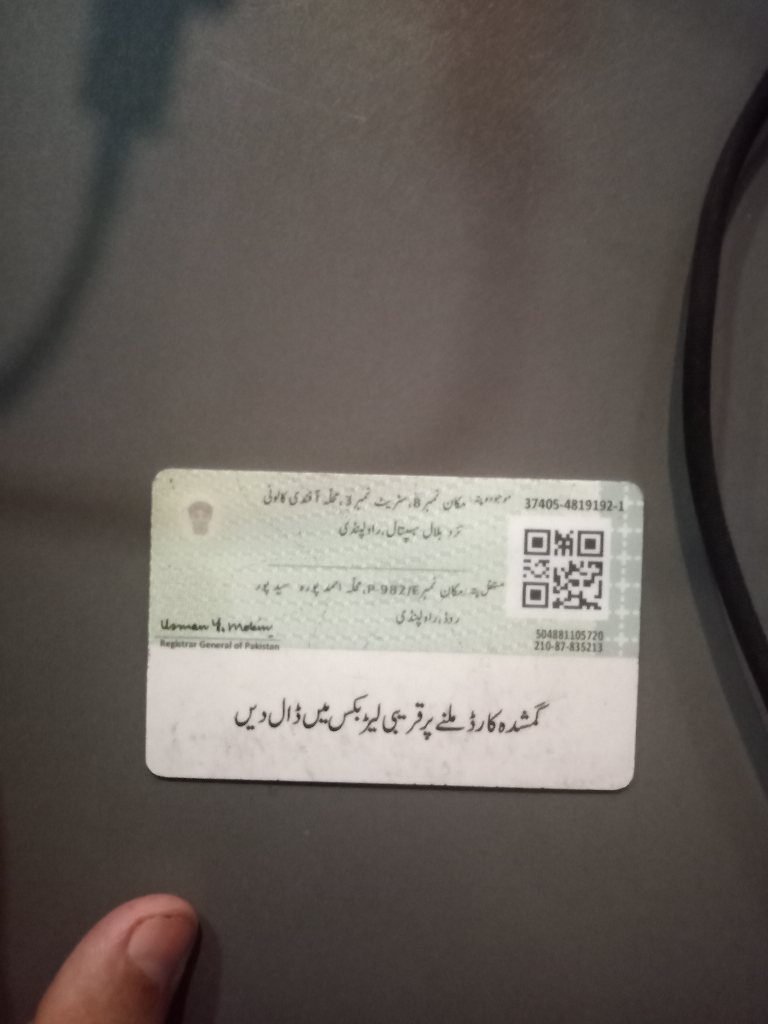 موجودہ پتہ: مکان نمبر 8، سٹریٹ نمبر 3، محلہ آفندی کالونی
37405-4819192-1
نزد بلال ہسپتال، راولپنڈی
مستقل پتہ: مکان نمبر P-982/E، محلہ احمد پورہ سید پور
روڈ، راولپنڈی
Usman Y. Mobin
Registrar General of Pakistan
504881105720
210-87-835213
گمشدہ کارڈ ملنے پر قریبی لیٹر بکس میں ڈال دیں